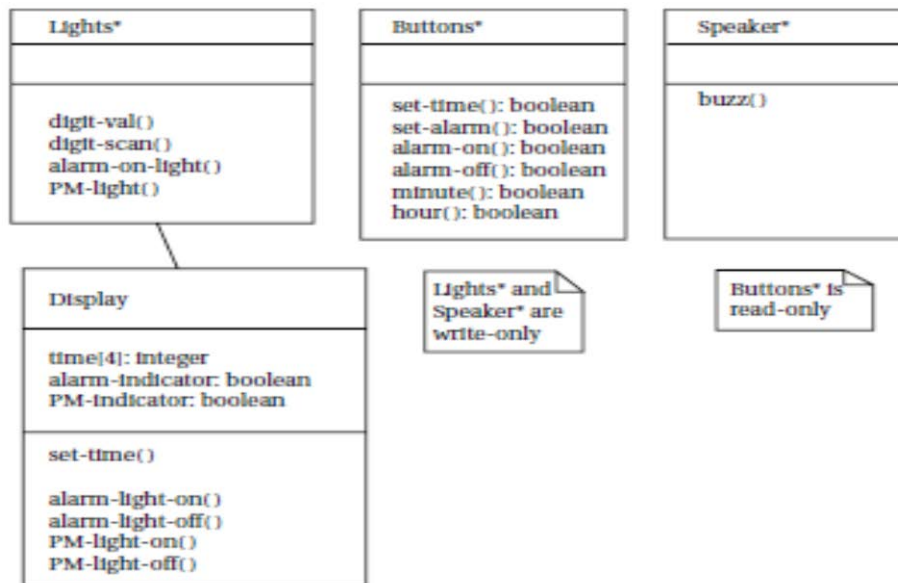 Lights*
digit-val()
digit-scan()
alarm-on-light()
PM-light()
Buttons*
set-time(): boolean
set-alarm(): boolean
alarm-on(): boolean
alarm-off(): boolean
minute(): boolean
hour(): boolean
Speaker*
buzz()
Display
time[4]: integer
alarm-indicator: boolean
PM-indicator: boolean
set-time()
alarm-light-on()
alarm-light-off()
PM-light-on()
PM-light-off()
Lights* and
Speaker* are
write-only
Buttons* is
read-only